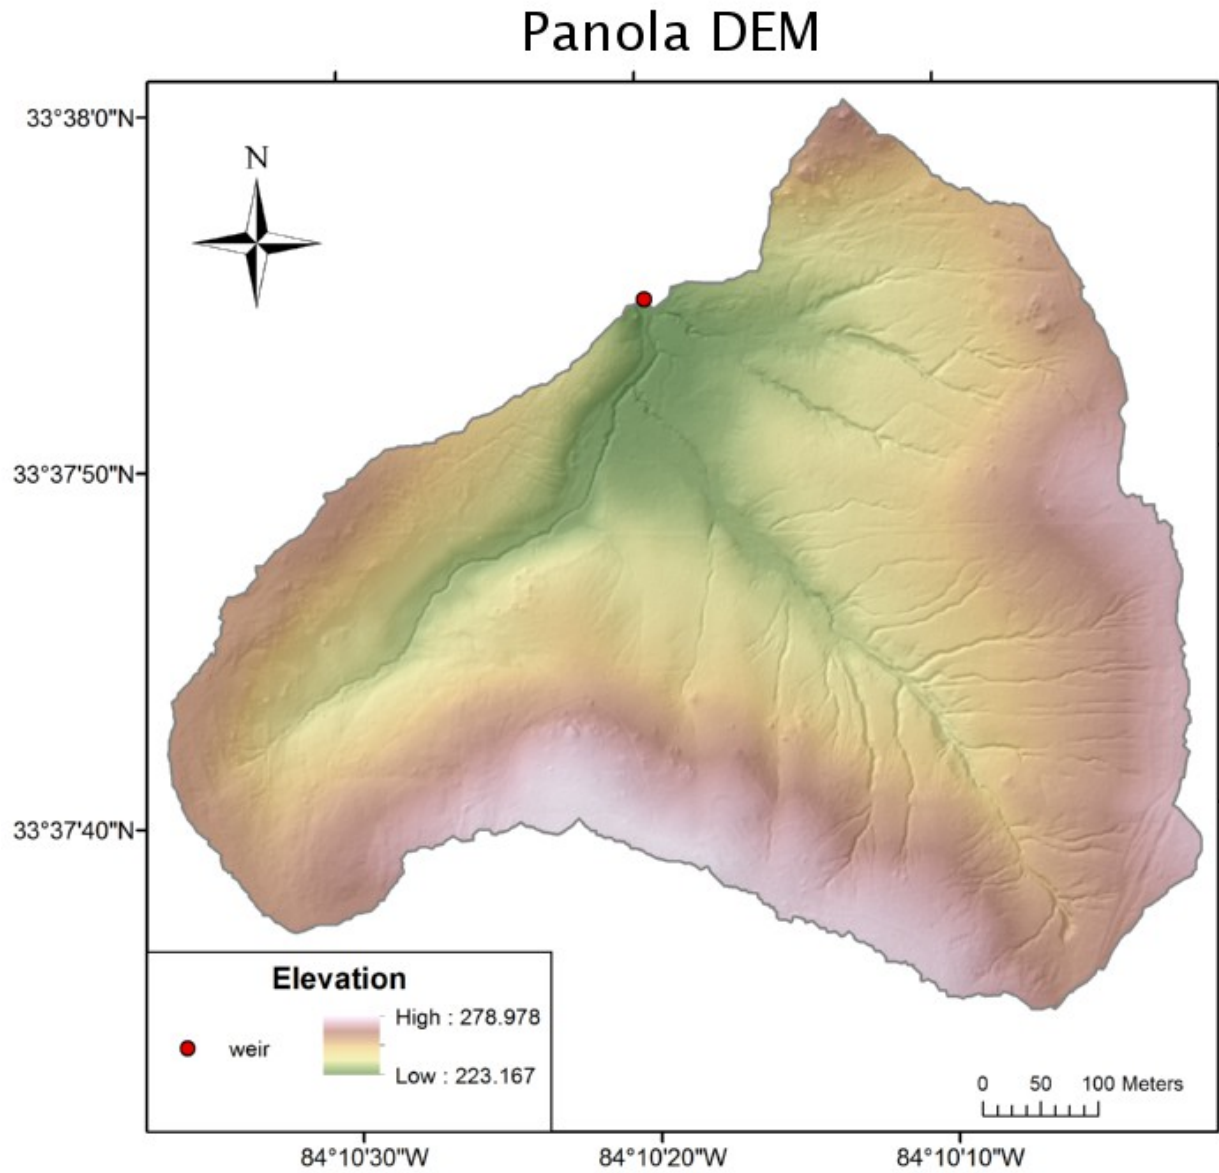 Panola DEM
33°38'0"N
N
33°37'50"N
33°37'40"N
Elevation
weir
High : 278.978
Low : 223.167
0 50 100 Meters
84°10'30"W 84°10'20"W 84°10'10"W